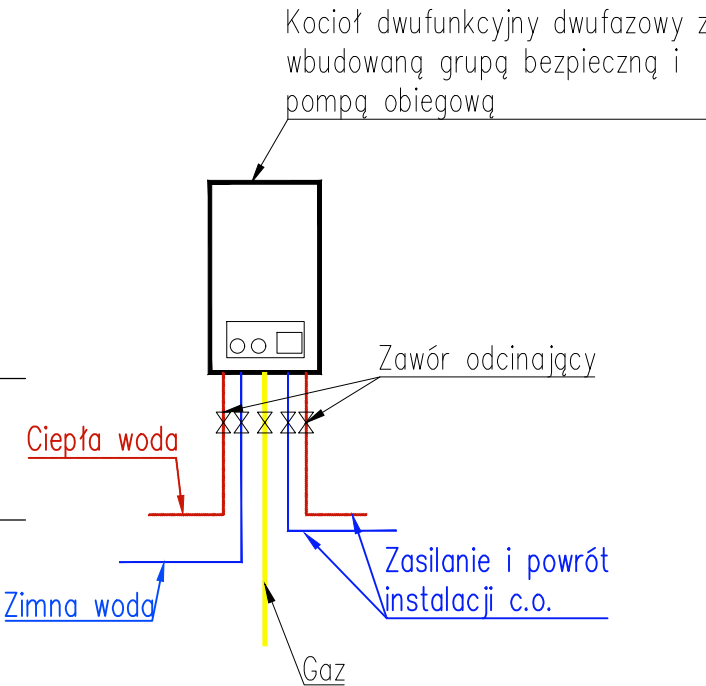 Kocioł dwufunkcyjny dwufazowy z
wbudowaną grupą bezpieczną i
pompą obiegową
Zawór odcinający
Ciepła woda
Zasilanie i powrót
instalacji c.o.
Zimna woda
Gaz